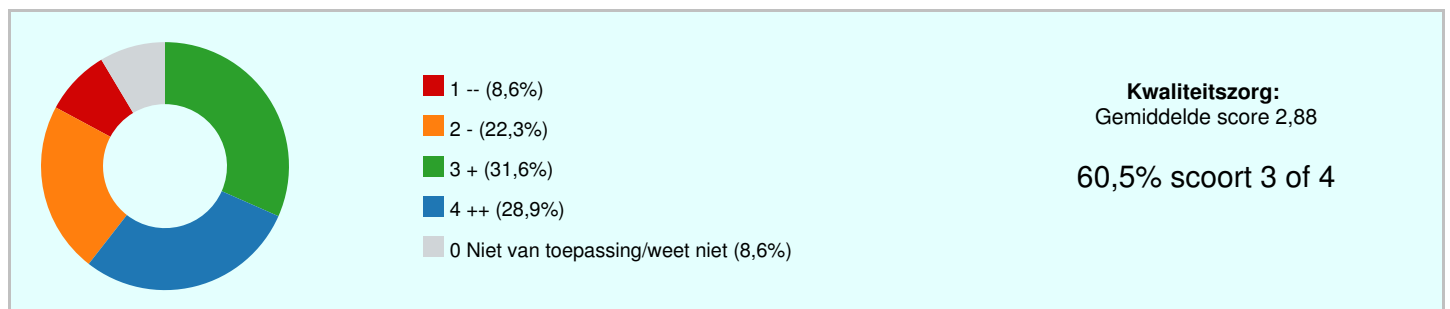 1 -- (8,6%)
2 - (22,3%)
3 + (31,6%)
4 ++ (28,9%)
0 Niet van toepassing/weet niet (8,6%)
Kwaliteitszorg:
Gemiddelde score 2,88
60,5% scoort 3 of 4